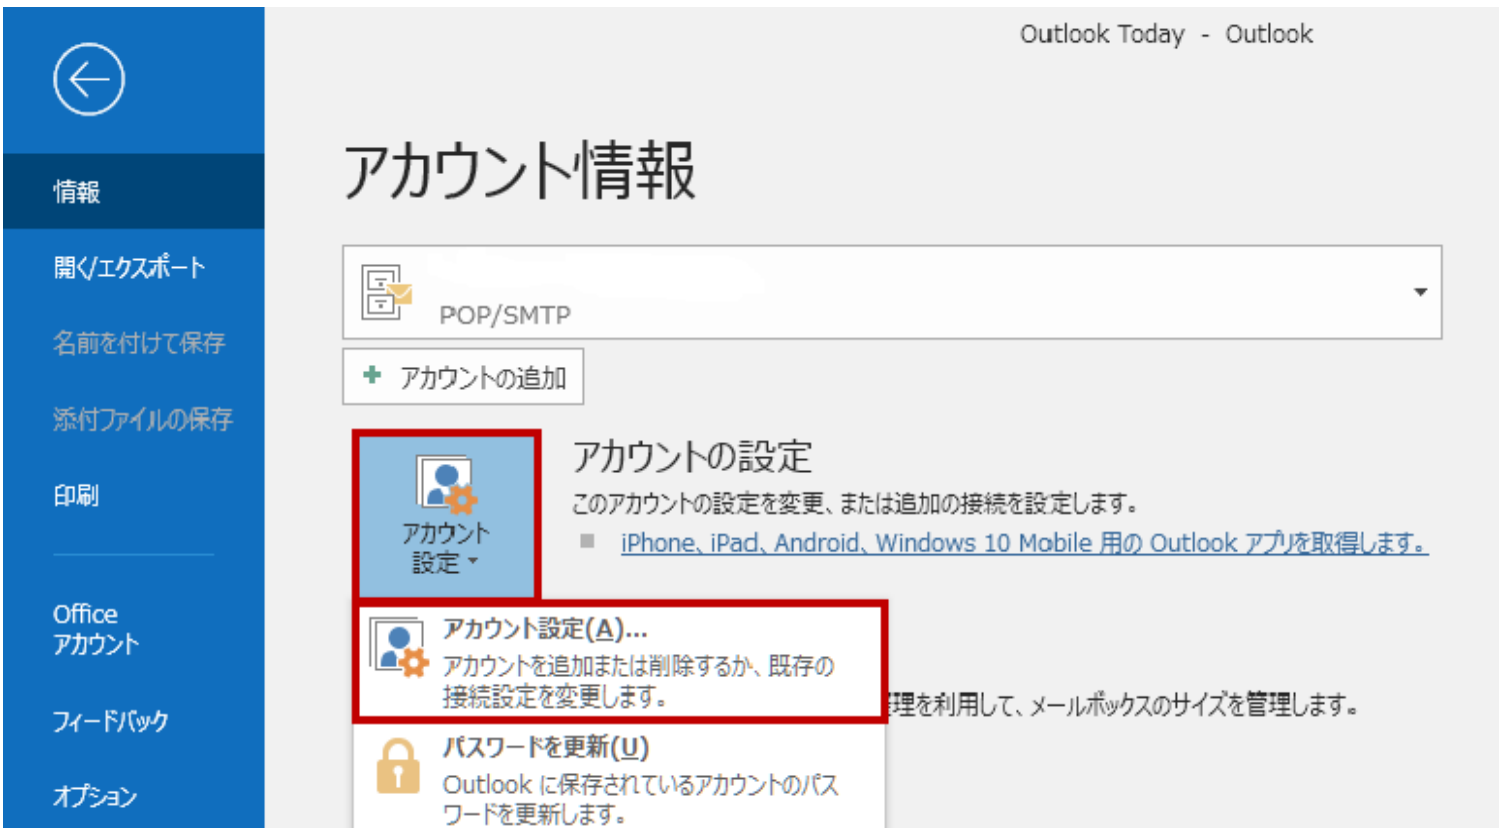 Outlook Today - Outlook
アカウント情報
情報
開く/エクスポート
名前を付けて保存
添付ファイルの保存
印刷
Office
アカウント
フィードバック
オプション
POP/SMTP
アカウントの追加
アカウント
設定
アカウントの設定
このアカウントの設定を変更、または追加の接続を設定します。
iPhone、iPad、Android、Windows 10 Mobile 用の Outlook アプリを取得します。
アカウント設定(A)...
アカウントを追加または削除するか、既存の
接続設定を変更します。
理を利用して、メールボックスのサイズを管理します。
パスワードを更新(U)
Outlook に保存されているアカウントのパス
ワードを更新します。